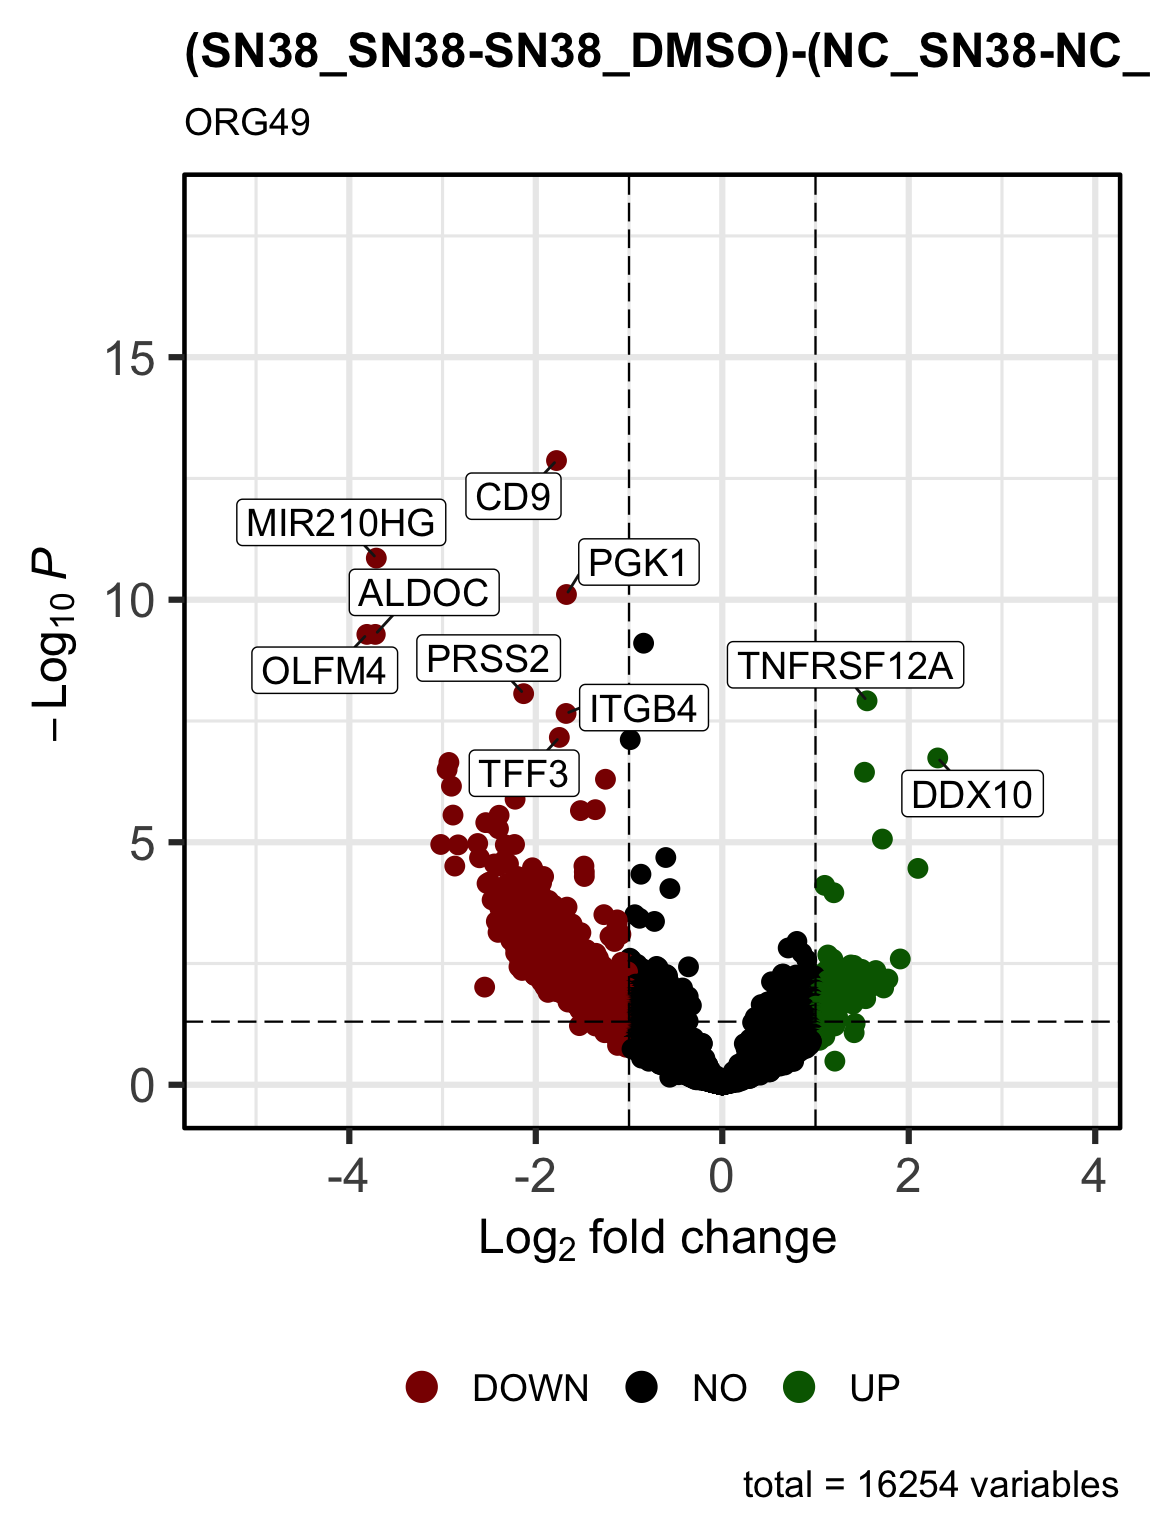 (SN38_SN38-SN38_DMSO)-(NC_SN38-NC_
ORG49
15
10
5
0
−Log10 P
CD9
MIR210HG
PGK1
ALDOC
OLFM4
PRSS2
TNFRSF12A
ITGB4
TFF3
DDX10
-4
-2
0
2
4
Log2 fold change
DOWN
NO
UP
total = 16254 variables